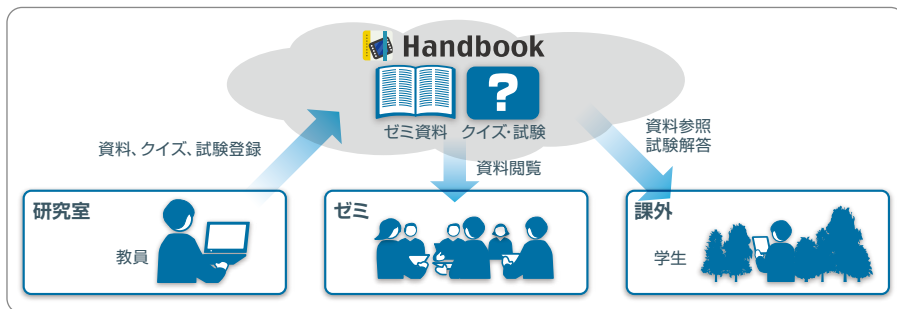 Handbook
?
ゼミ資料
クイズ・試験
資料、クイズ、試験登録
資料閲覧
資料参照
試験解答
研究室
教員
ゼミ
課外
学生